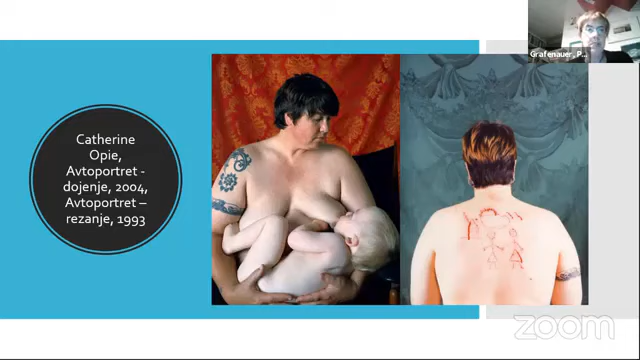 Grafenauer, P...
Catherine
Opie,
Avtoportret -
dojenje, 2004,
Avtoportret –
rezanje, 1993
zoom